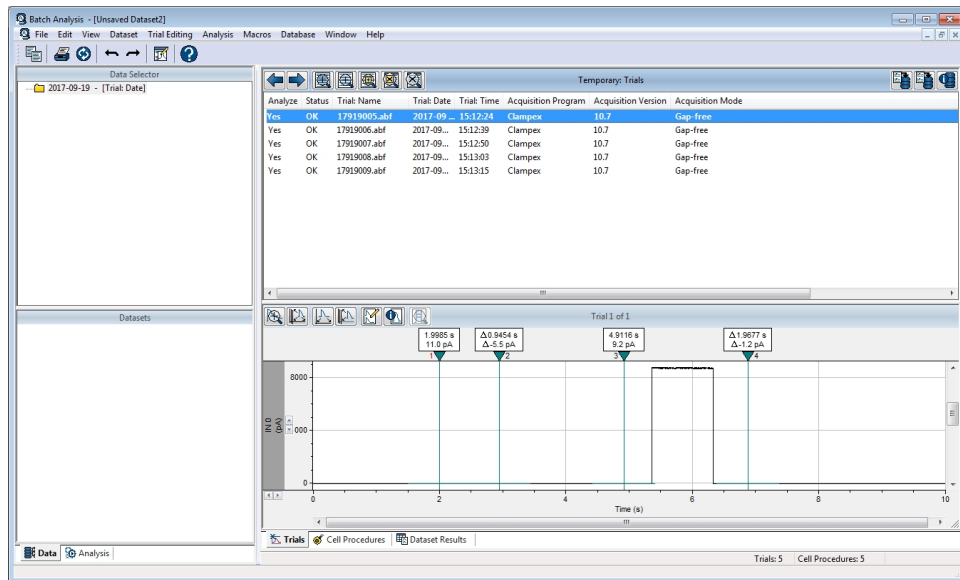 Batch Analysis - [Unsaved Dataset2]
File Edit View Dataset Trial Editing Analysis Macros Database Window Help
Data Selector
2017-09-19 - [Trial: Date]
Temporary: Trials
Analyze Status Trial: Name Trial: Date Trial: Time Acquisition Program Acquisition Version Acquisition Mode
Yes OK 17919005.abf 2017-09 ... 15:12:24 Clampex 10.7 Gap-free
Yes OK 17919006.abf 2017-09... 15:12:39 Clampex 10.7 Gap-free
Yes OK 17919007.abf 2017-09... 15:12:50 Clampex 10.7 Gap-free
Yes OK 17919008.abf 2017-09... 15:13:03 Clampex 10.7 Gap-free
Yes OK 17919009.abf 2017-09... 15:13:15 Clampex 10.7 Gap-free
Datasets
Trial 1 of 1
1.9985 s Δ0.9454 s 4.9116 s Δ1.9677 s
11.0 pA Δ-5.5 pA 9.2 pA Δ-1.2 pA
1 2 3 4
8000
IN 0
(pA)
000
0
0 2 4 6 8 10
Time (s)
Trials Cell Procedures Dataset Results
Data Analysis
Trials: 5 Cell Procedures: 5